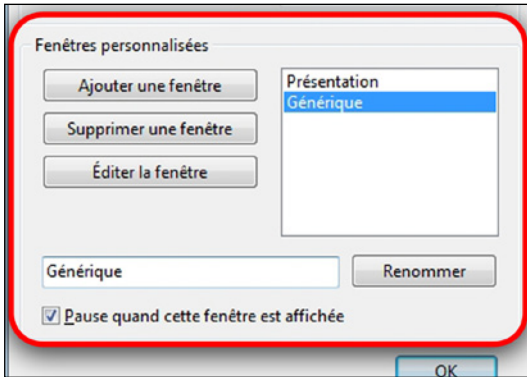 Fenêtres personnalisées
Ajouter une fenêtre
Supprimer une fenêtre
Éditer la fenêtre
Présentation
Générique
Générique
Renommer
Pause quand cette fenêtre est affichée
OK